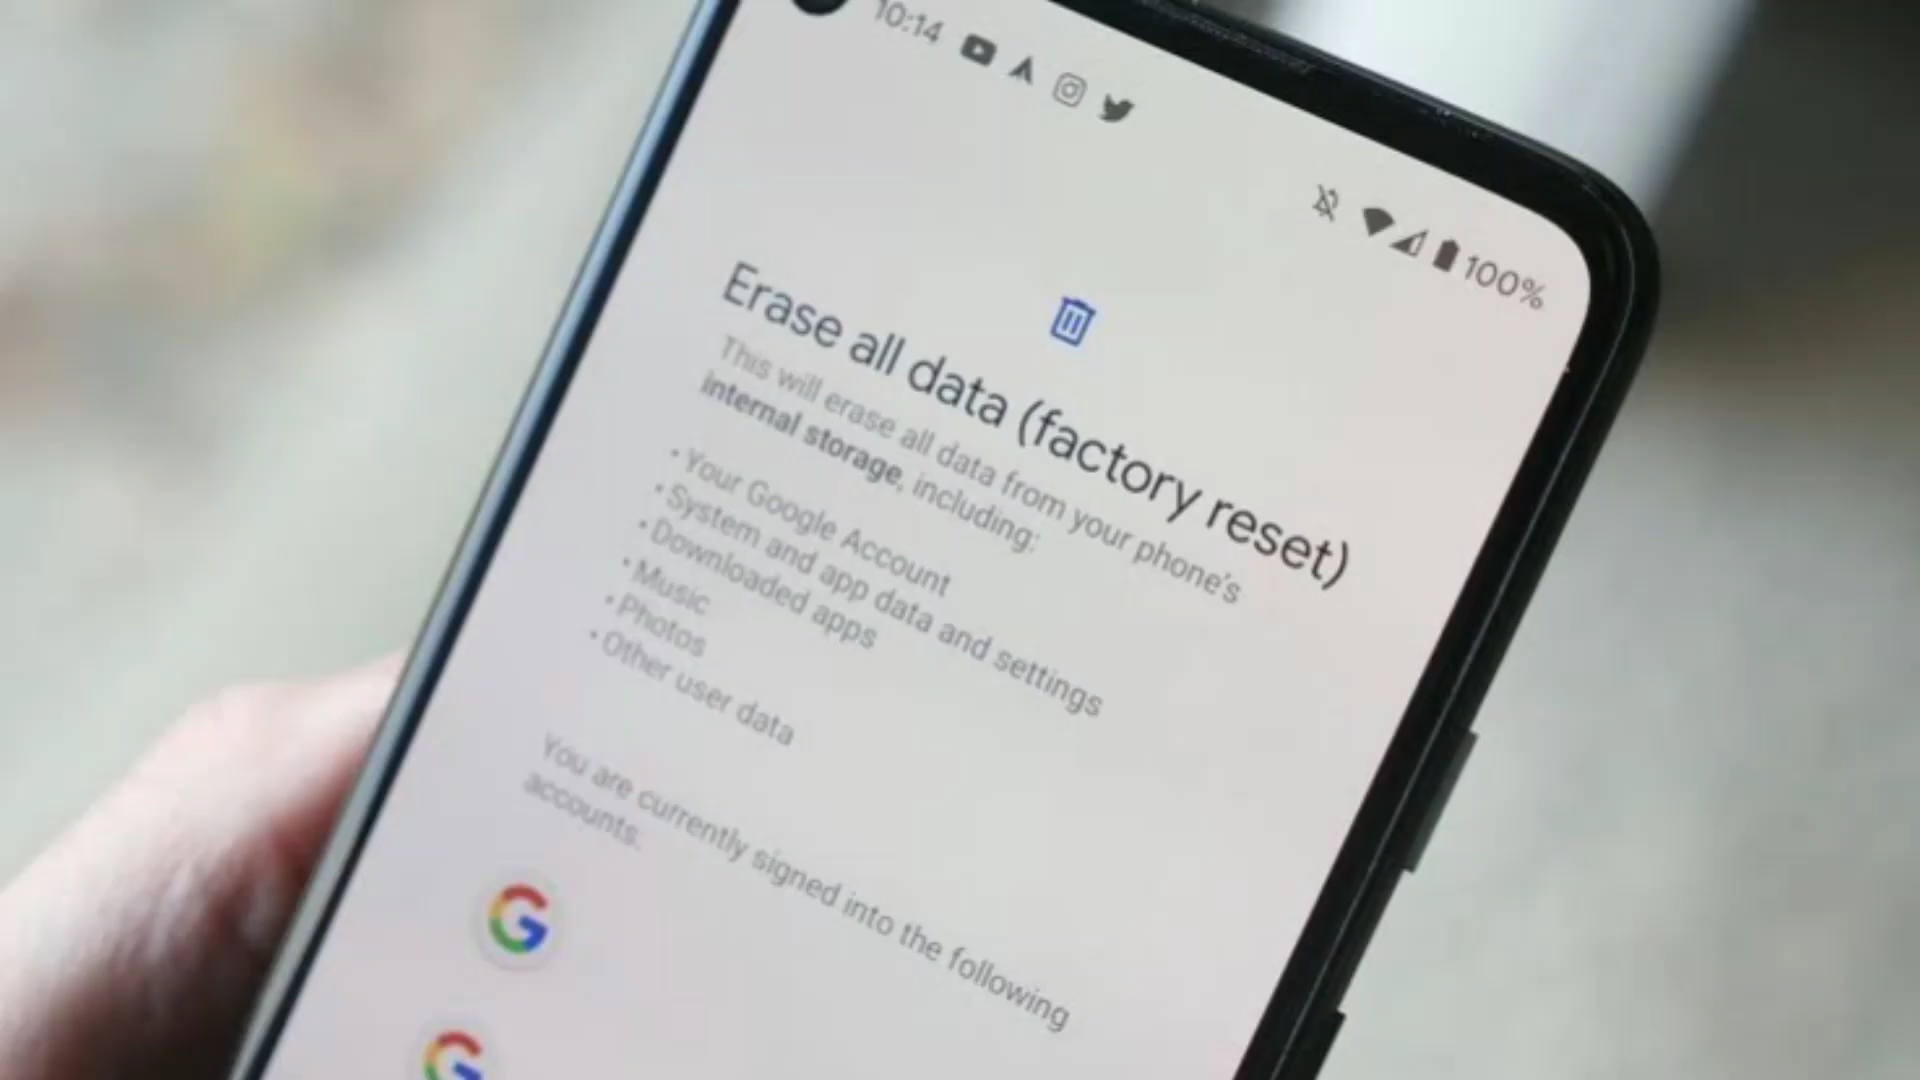 10:14
100%
Erase all data (factory reset)
This will erase all data from your phone's
internal storage, including:
• Your Google Account
• System and app data and settings
• Downloaded apps
• Music
• Photos
• Other user data
You are currently signed into the following
accounts: